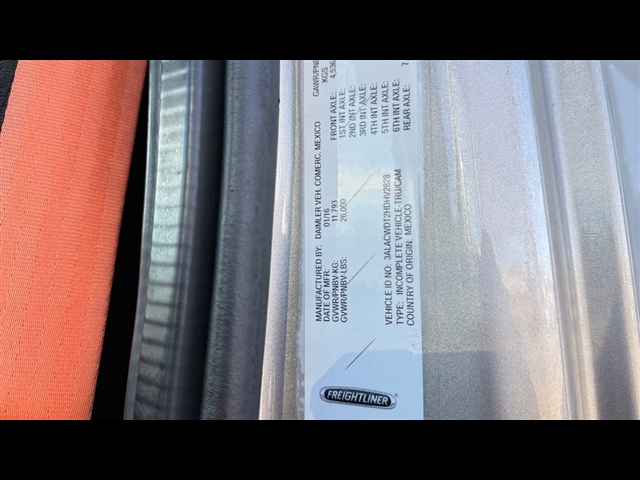 MANUFACTURED BY: DAIMLER VEH. COMERC. MEXICO
DATE OF MFR: 01/16
GVWR/PNBV-KG: 11,793
GVWR/PNBV-LBS: 26,000
KGS
4,536
FRONT AXLE:
1ST INT AXLE:
2ND INT AXLE:
3RD INT AXLE:
4TH INT AXLE:
5TH INT AXLE:
6TH INT AXLE:
REAR AXLE:
VEHICLE ID NO: 3ALACWDT2HDHV2828
TYPE: INCOMPLETE VEHICLE-TRU/CAM
COUNTRY OF ORIGIN: MEXICO
FREIGHTLINER